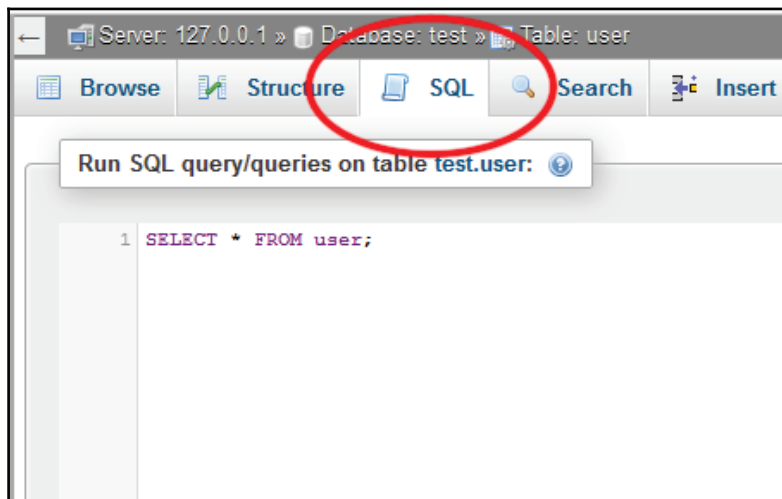 ← Server: 127.0.0.1 » Database: test » Table: user
Browse Structure SQL Search Insert
Run SQL query/queries on table test.user:
1 SELECT * FROM user;